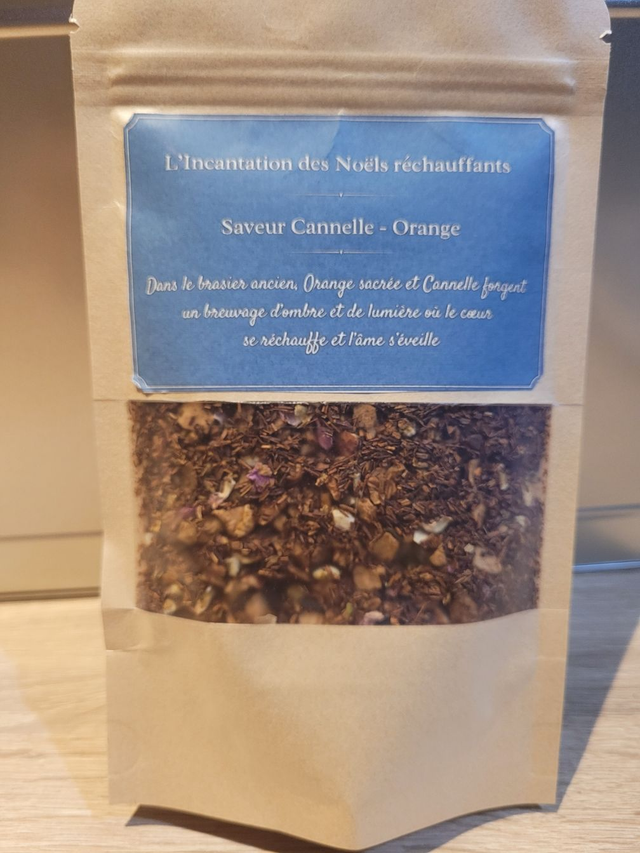 L'Incantation des Noëls réchauffants
Saveur Cannelle - Orange
Dans le brasier ancien, Orange sacrée et Cannelle forgent
un breuvage d'ombre et de lumière où le cœur
se réchauffe et l'âme s'éveille